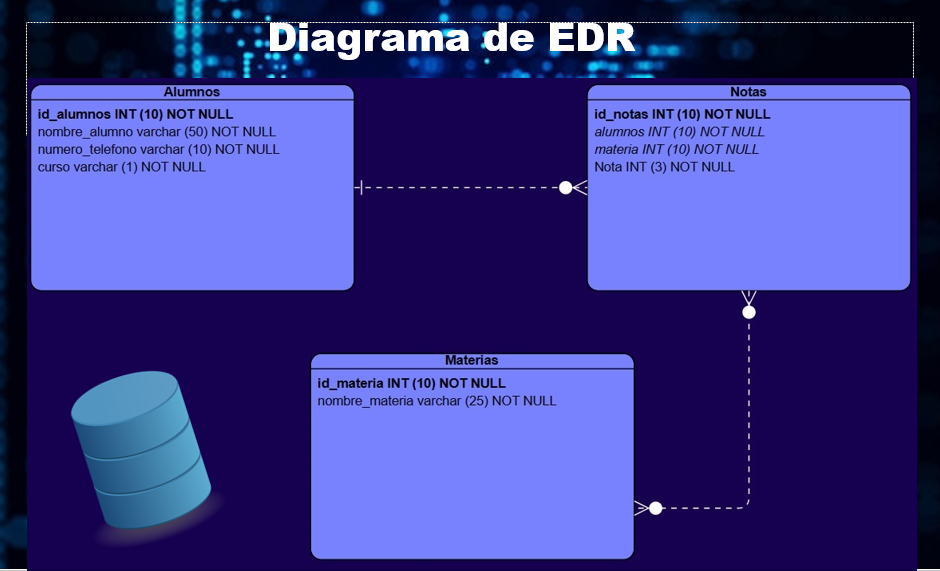 Diagrama de EDR
Alumnos
id_alumnos INT (10) NOT NULL
nombre_alumno varchar (50) NOT NULL
numero_telefono varchar (10) NOT NULL
curso varchar (1) NOT NULL
Notas
id_notas INT (10) NOT NULL
alumnos INT (10) NOT NULL
materia INT (10) NOT NULL
Nota INT (3) NOT NULL
Materias
id_materia INT (10) NOT NULL
nombre_materia varchar (25) NOT NULL